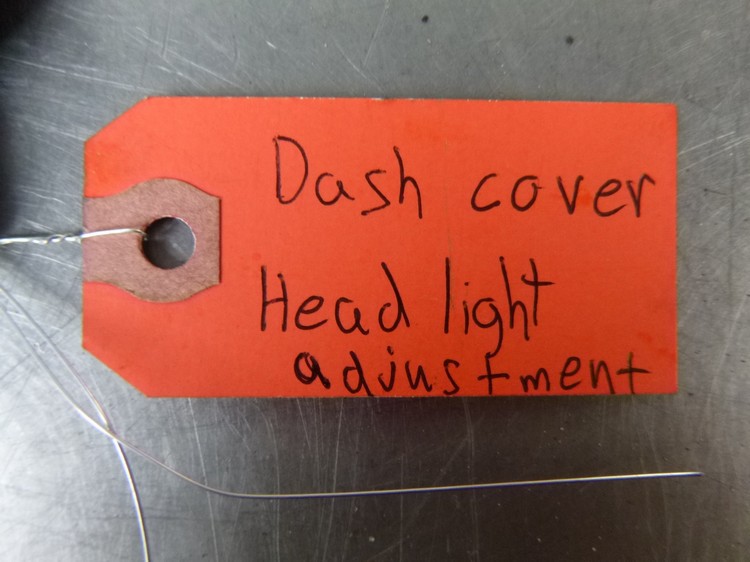 Dash cover
Head light
adjustment